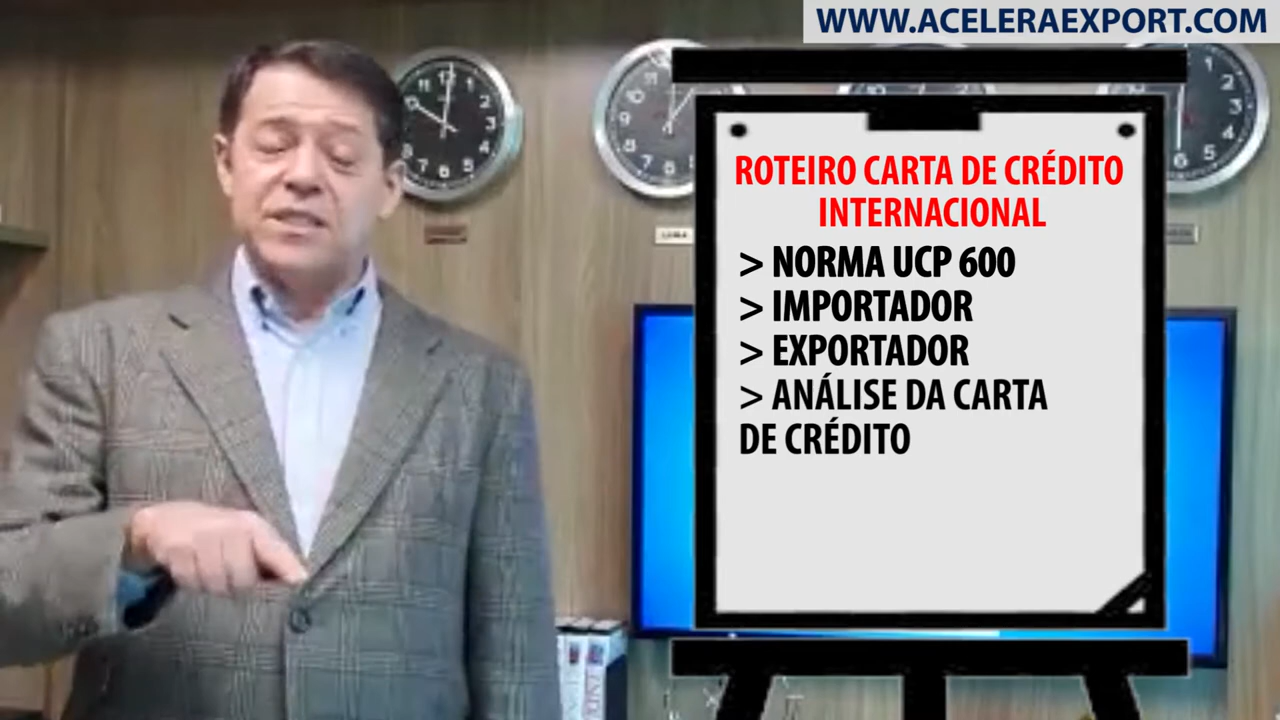 WWW.ACELERAEXPORT.COM
ROTEIRO CARTA DE CRÉDITO
INTERNACIONAL
> NORMA UCP 600
> IMPORTADOR
> EXPORTADOR
> ANÁLISE DA CARTA
DE CRÉDITO